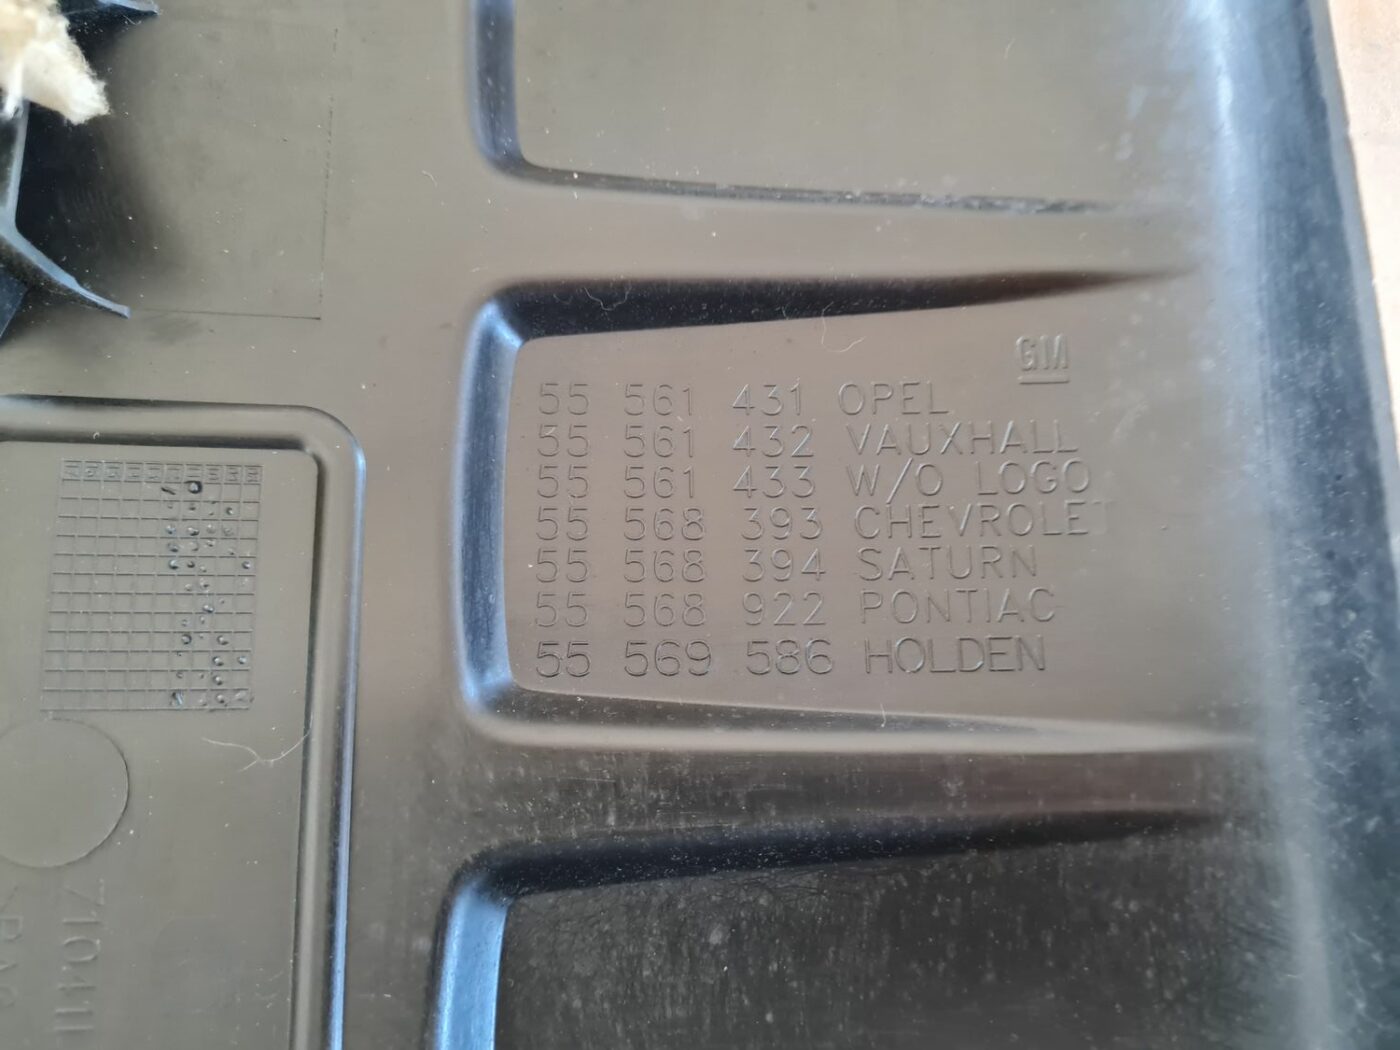 GM
55 561 431 OPEL
55 561 432 VAUXHALL
55 561 433 W/O LOGO
55 568 393 CHEVROLET
55 568 394 SATURN
55 568 922 PONTIAC
55 569 586 HOLDEN